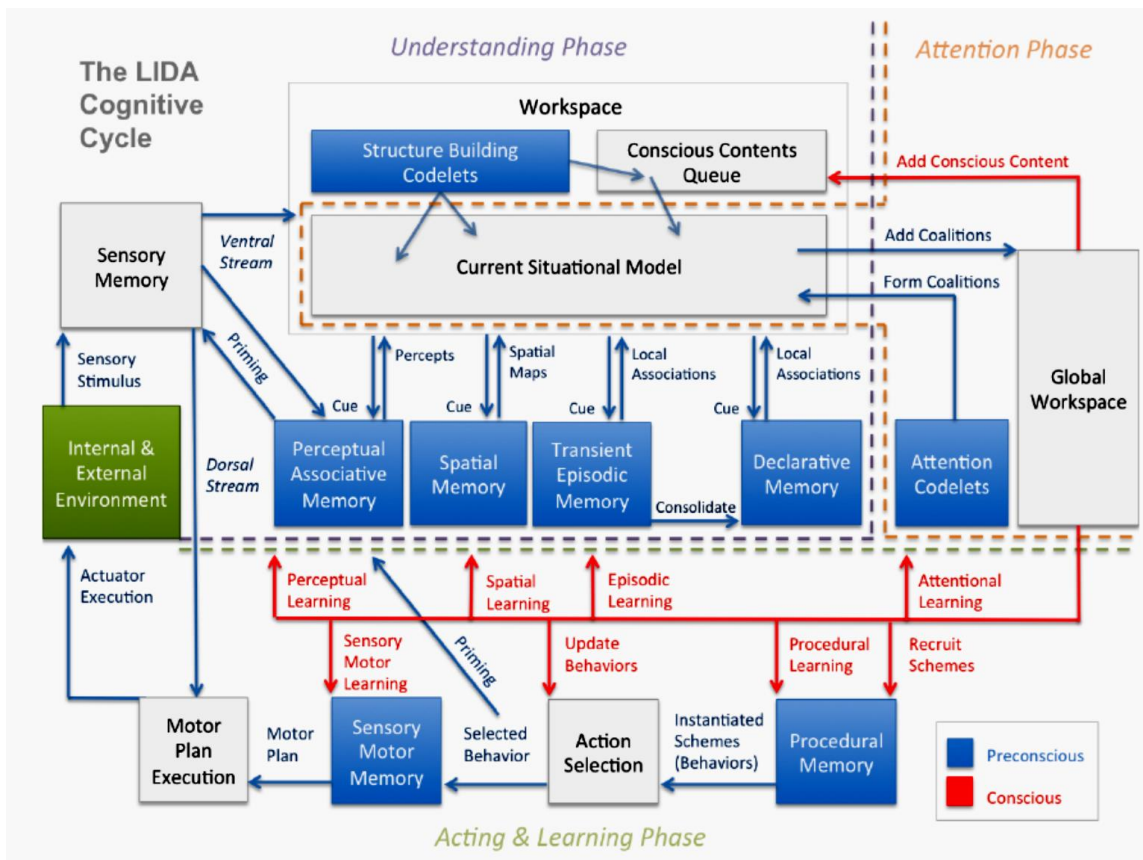 Understanding Phase
Attention Phase
The LIDA
Cognitive
Cycle
Workspace
Structure Building
Codelets
Conscious Contents
Queue
Add Conscious Content
Sensory
Memory
Ventral
Stream
Current Situational Model
Add Coalitions
Form Coalitions
Sensory
Stimulus
Priming
Percepts
Cue
Spatial
Maps
Cue
Local
Associations
Cue
Local
Associations
Cue
Global
Workspace
Internal &
External
Environment
Dorsal
Stream
Perceptual
Associative
Memory
Spatial
Memory
Transient
Episodic
Memory
Consolidate
Declarative
Memory
Attention
Codelets
Actuator
Execution
Perceptual
Learning
Spatial
Learning
Episodic
Learning
Attentional
Learning
Sensory
Motor
Learning
Priming
Update
Behaviors
Procedural
Learning
Recruit
Schemes
Motor
Plan
Execution
Motor
Plan
Sensory
Motor
Memory
Selected
Behavior
Action
Selection
Instantiated
Schemes
(Behaviors)
Procedural
Memory
Preconscious
Conscious
Acting & Learning Phase